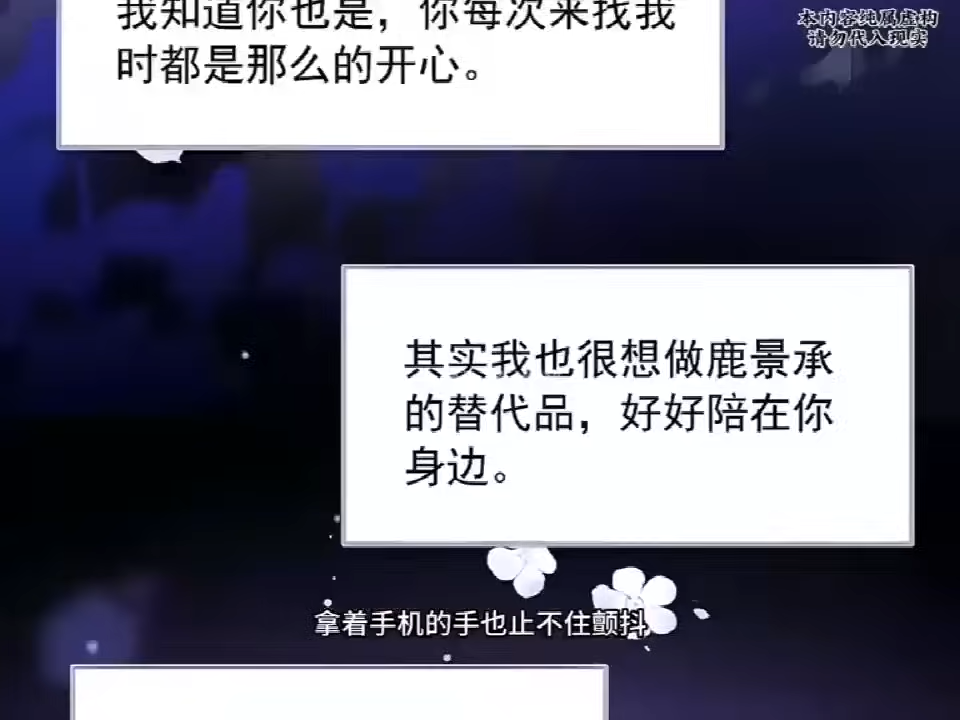 我知道你也是，你每次来找我
时都是那么的开心。
本内容纯属虚构
请勿代入现实
其实我也很想做鹿景承
的替代品，好好陪在你
身边。
拿着手机的手也止不住颤抖